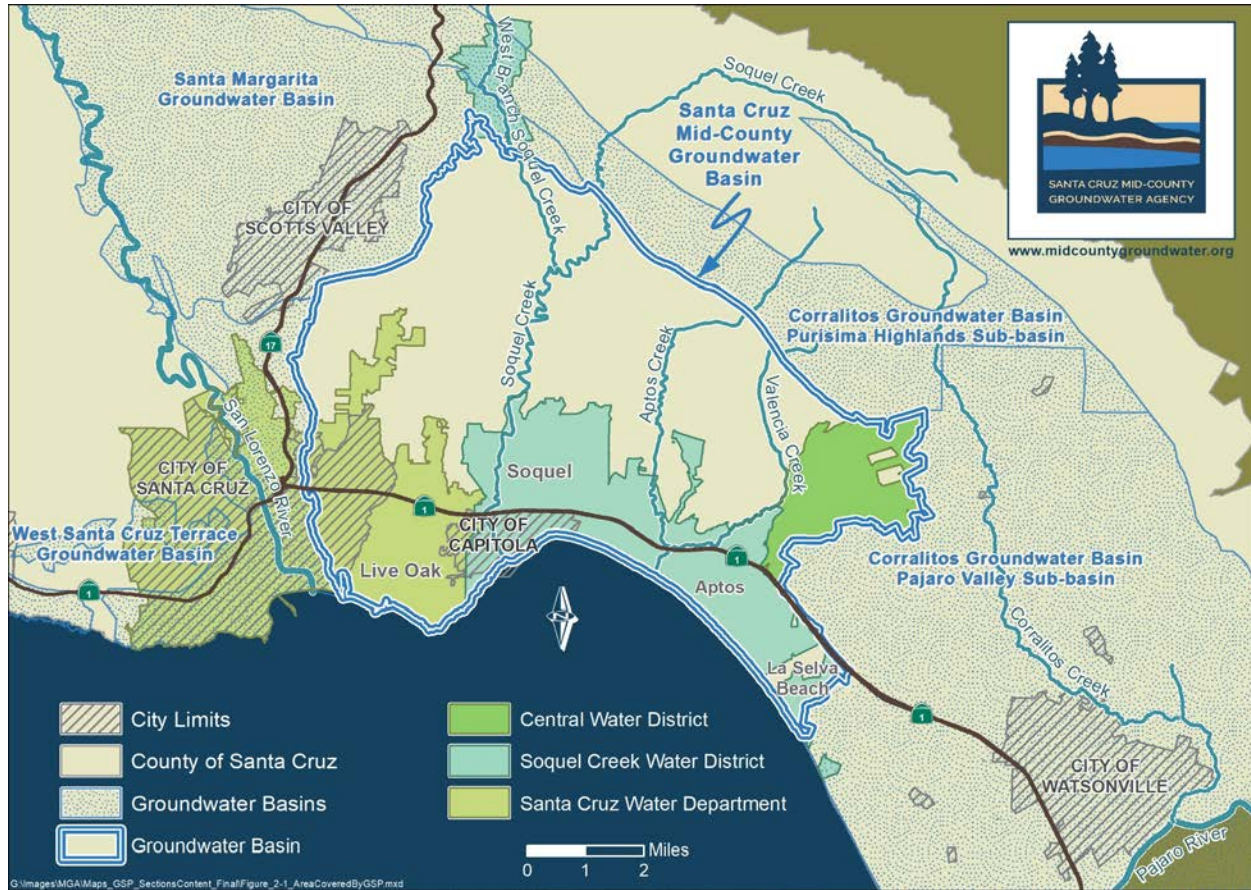 Santa Margarita
Groundwater Basin
West Branch Soquel Creek
Soquel Creek
Santa Cruz
Mid-County
Groundwater
Basin
SANTA CRUZ MID-COUNTY
GROUNDWATER AGENCY
www.midcountygroundwater.org
CITY OF
SCOTTS VALLEY
17
Soquel Creek
Aptos Creek
Valencia Creek
Corralitos Groundwater Basin
Purisima Highlands Sub-basin
San Lorenzo River
CITY OF
SANTA CRUZ
Soquel
1
CITY OF
CAPITOLA
West Santa Cruz Terrace
Groundwater Basin
1
Live Oak
1
Aptos
Corralitos Groundwater Basin
Pajaro Valley Sub-basin
La Selva
Beach
Corralitos Creek
1
CITY OF
WATSONVILLE
Pajaro River
City Limits
County of Santa Cruz
Groundwater Basins
Groundwater Basin
Central Water District
Soquel Creek Water District
Santa Cruz Water Department
Miles
0 1 2
G:\Images\MGA\Maps_GSP_SectionsContent_Final\Figure_2-1_AreaCoveredByGSP.mxd